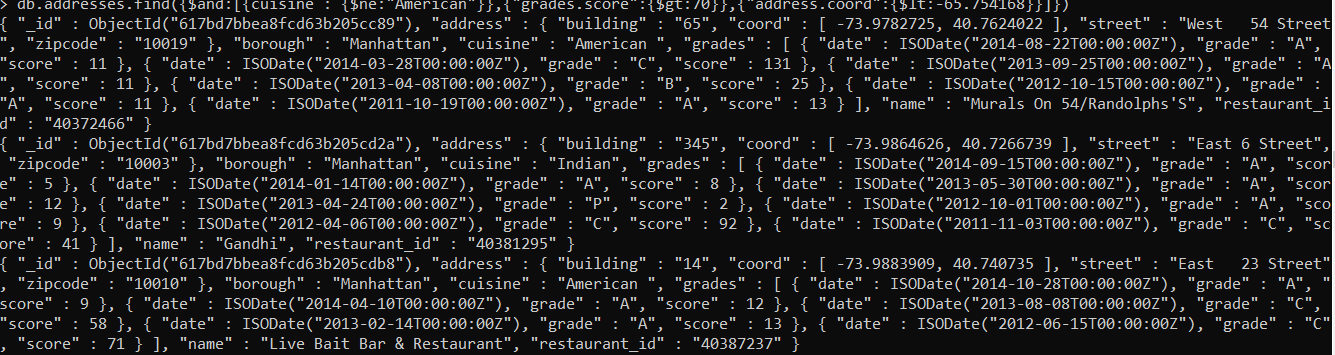 > db.addresses.find({$and:[{cuisine : {$ne:"American"}},{"grades.score":{$gt:70}},{"address.coord":{$lt:-65.754168}}]})
{ "_id" : ObjectId("617bd7bbea8fcd63b205cc89"), "address" : { "building" : "65", "coord" : [ -73.9782725, 40.7624022 ], "street" : "West   54 Street
", "zipcode" : "10019" }, "borough" : "Manhattan", "cuisine" : "American ", "grades" : [ { "date" : ISODate("2014-08-22T00:00:00Z"), "grade" : "A",
"score" : 11 }, { "date" : ISODate("2014-03-28T00:00:00Z"), "grade" : "C", "score" : 131 }, { "date" : ISODate("2013-09-25T00:00:00Z"), "grade" : "A
", "score" : 11 }, { "date" : ISODate("2013-04-08T00:00:00Z"), "grade" : "B", "score" : 25 }, { "date" : ISODate("2012-10-15T00:00:00Z"), "grade" :
"A", "score" : 11 }, { "date" : ISODate("2011-10-19T00:00:00Z"), "grade" : "A", "score" : 13 } ], "name" : "Murals On 54/Randolphs'S", "restaurant_i
d" : "40372466" }
{ "_id" : ObjectId("617bd7bbea8fcd63b205cd2a"), "address" : { "building" : "345", "coord" : [ -73.9864626, 40.7266739 ], "street" : "East 6 Street",
 "zipcode" : "10003" }, "borough" : "Manhattan", "cuisine" : "Indian", "grades" : [ { "date" : ISODate("2014-09-15T00:00:00Z"), "grade" : "A", "scor
e" : 5 }, { "date" : ISODate("2014-01-14T00:00:00Z"), "grade" : "A", "score" : 8 }, { "date" : ISODate("2013-05-30T00:00:00Z"), "grade" : "A", "scor
e" : 12 }, { "date" : ISODate("2013-04-24T00:00:00Z"), "grade" : "P", "score" : 2 }, { "date" : ISODate("2012-10-01T00:00:00Z"), "grade" : "A", "sco
re" : 9 }, { "date" : ISODate("2012-04-06T00:00:00Z"), "grade" : "C", "score" : 92 }, { "date" : ISODate("2011-11-03T00:00:00Z"), "grade" : "C", "sc
ore" : 41 } ], "name" : "Gandhi", "restaurant_id" : "40381295" }
{ "_id" : ObjectId("617bd7bbea8fcd63b205cdb8"), "address" : { "building" : "14", "coord" : [ -73.9883909, 40.740735 ], "street" : "East   23 Street"
, "zipcode" : "10010" }, "borough" : "Manhattan", "cuisine" : "American ", "grades" : [ { "date" : ISODate("2014-10-28T00:00:00Z"), "grade" : "A", "
score" : 9 }, { "date" : ISODate("2014-04-10T00:00:00Z"), "grade" : "A", "score" : 12 }, { "date" : ISODate("2013-08-08T00:00:00Z"), "grade" : "C",
"score" : 58 }, { "date" : ISODate("2013-02-14T00:00:00Z"), "grade" : "A", "score" : 13 }, { "date" : ISODate("2012-06-15T00:00:00Z"), "grade" : "C"
, "score" : 71 } ], "name" : "Live Bait Bar & Restaurant", "restaurant_id" : "40387237" }